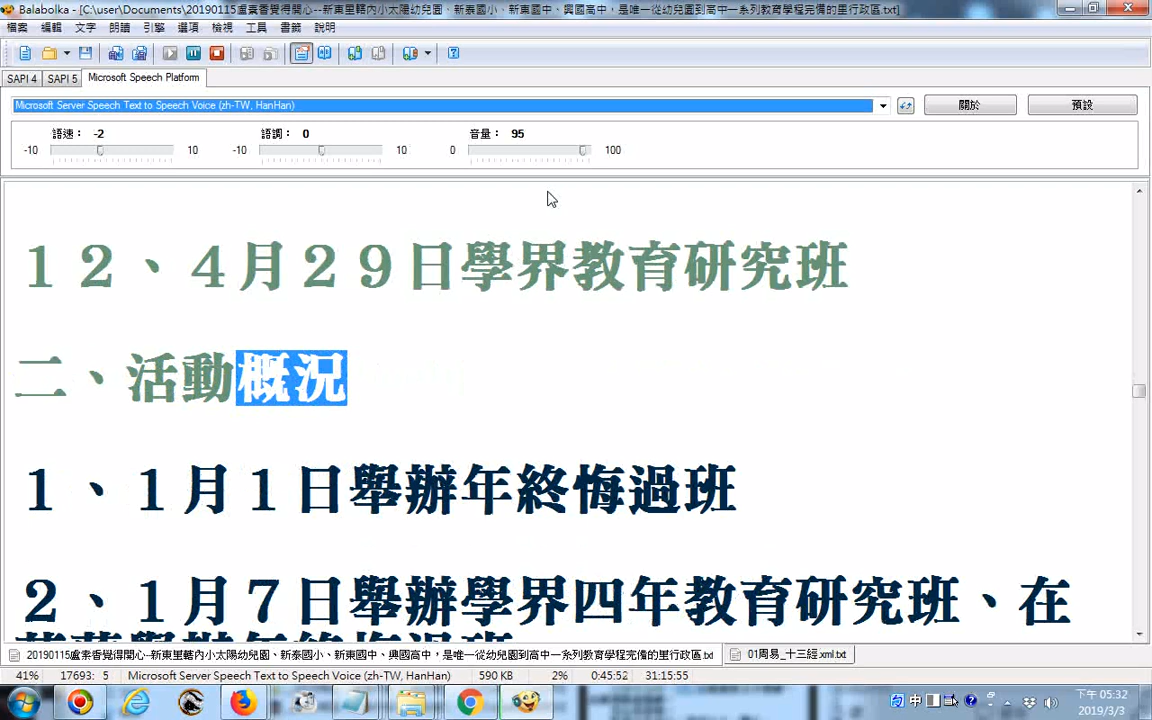 Balabolka - [C:\user\Documents\20190115盧素香覺得開心--新東里轄內小太陽幼兒園、新泰國小、新東國中、興國高中，是唯一從幼兒園到高中一系列教育學程完備的里行政區.txt]
檔案 編輯 文字 朗讀 引擎 選項 檢視 工具 書籤 說明
SAPI 4 SAPI 5 Microsoft Speech Platform
Microsoft Server Speech Text to Speech Voice (zh-TW, HanHan) 關於 預設
語速： -2 語調： 0 音量： 95
-10 10 -10 10 0 100
１２、４月２９日學界教育研究班
二、活動概況
１、１月１日舉辦年終悔過班
２、１月７日舉辦學界四年教育研究班、在
20190115盧素香覺得開心--新東里轄內小太陽幼兒園、新泰國小、新東國中、興國高中，是唯一從幼兒園到高中一系列教育學程完備的里行政區.txt 01周易_十三經.xml.txt
41% 17693: 5 Microsoft Server Speech Text to Speech Voice (zh-TW, HanHan) 590 KB 2% 0:45:52 31:15:55
中 下午 05:32
2019/3/3